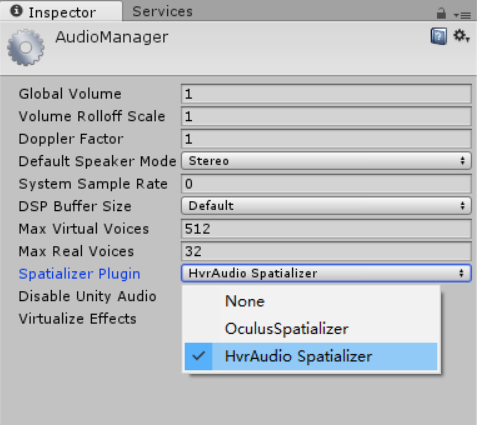 Inspector Services
AudioManager
Global Volume 1
Volume Rolloff Scale 1
Doppler Factor 1
Default Speaker Mode Stereo
System Sample Rate 0
DSP Buffer Size Default
Max Virtual Voices 512
Max Real Voices 32
Spatializer Plugin HvrAudio Spatializer
Disable Unity Audio
None
Virtualize Effects
OculusSpatializer
HvrAudio Spatializer